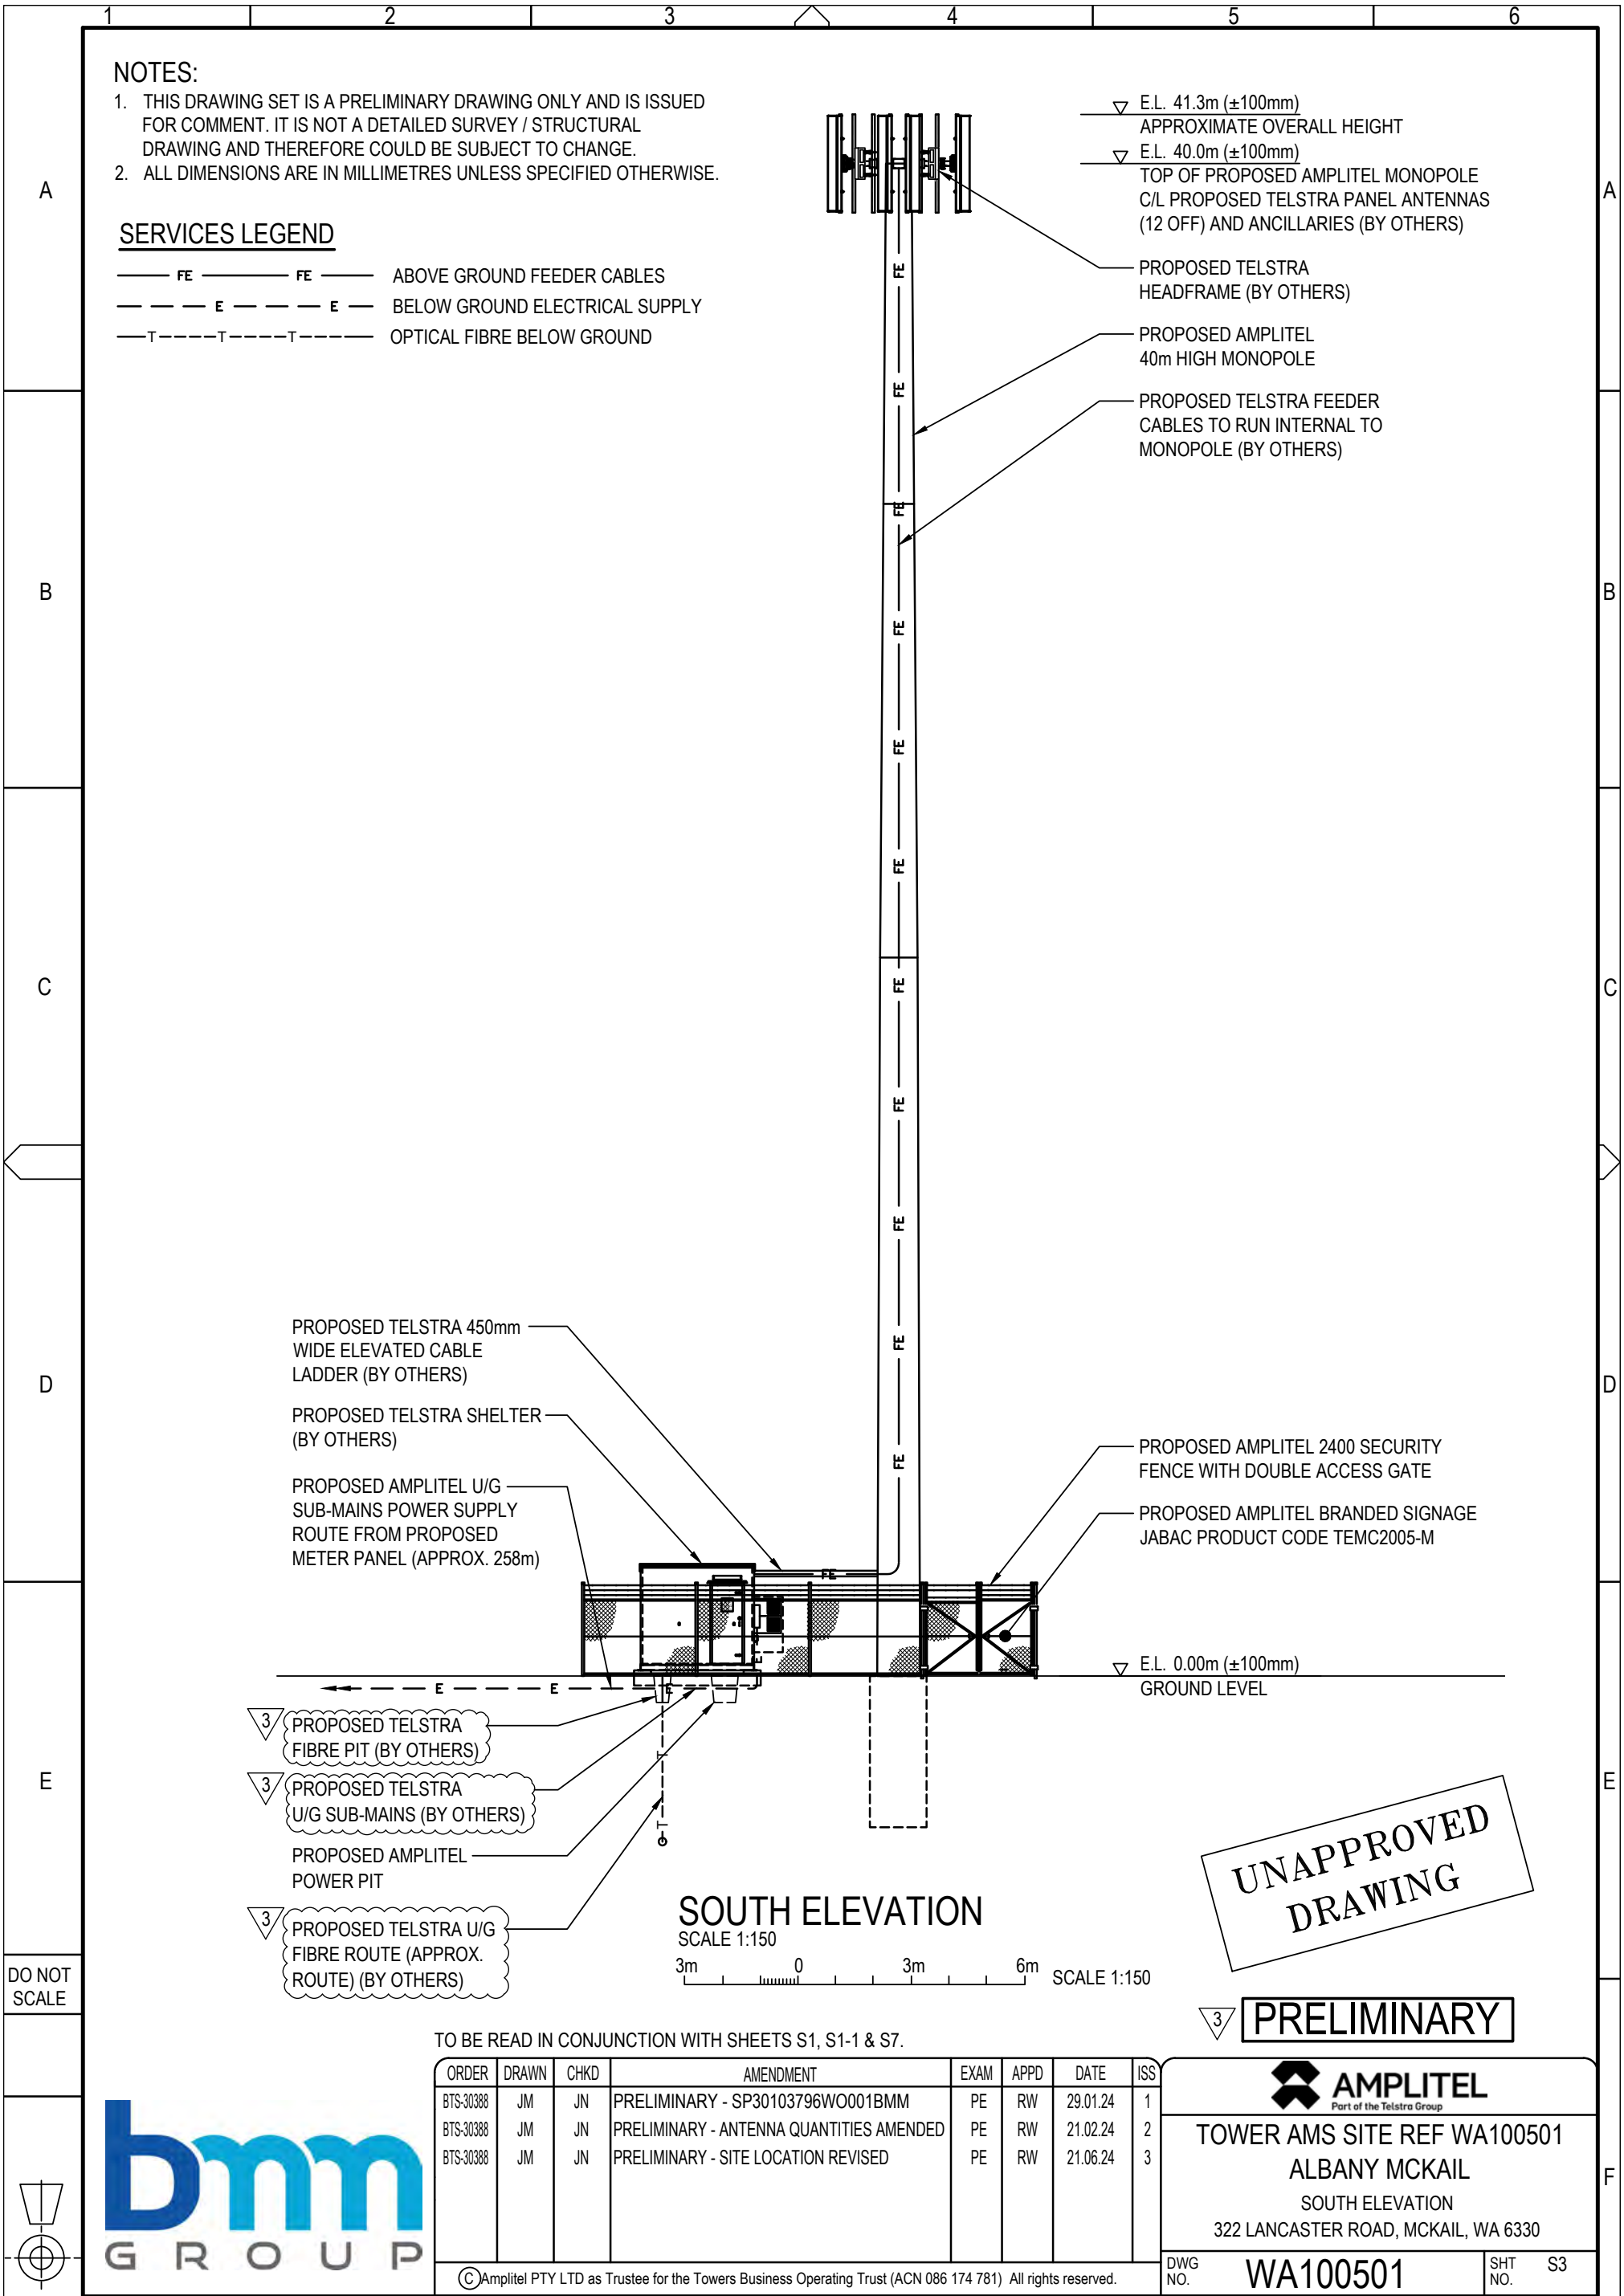 1 2 3 4 5 6
NOTES:
1. THIS DRAWING SET IS A PRELIMINARY DRAWING ONLY AND IS ISSUED
FOR COMMENT. IT IS NOT A DETAILED SURVEY / STRUCTURAL
DRAWING AND THEREFORE COULD BE SUBJECT TO CHANGE.
2. ALL DIMENSIONS ARE IN MILLIMETRES UNLESS SPECIFIED OTHERWISE.
SERVICES LEGEND
FE FE ABOVE GROUND FEEDER CABLES
E E BELOW GROUND ELECTRICAL SUPPLY
T T T OPTICAL FIBRE BELOW GROUND
E.L. 41.3m (±100mm)
APPROXIMATE OVERALL HEIGHT
E.L. 40.0m (±100mm)
TOP OF PROPOSED AMPLITEL MONOPOLE
C/L PROPOSED TELSTRA PANEL ANTENNAS
(12 OFF) AND ANCILLARIES (BY OTHERS)
PROPOSED TELSTRA
HEADFRAME (BY OTHERS)
PROPOSED AMPLITEL
40m HIGH MONOPOLE
PROPOSED TELSTRA FEEDER
CABLES TO RUN INTERNAL TO
MONOPOLE (BY OTHERS)
FE
FE
FE
FE
FE
FE
FE
FE
FE
FE
FE
FE
A
B
C
D
E
A
B
C
D
E
F
PROPOSED TELSTRA 450mm
WIDE ELEVATED CABLE
LADDER (BY OTHERS)
PROPOSED TELSTRA SHELTER
(BY OTHERS)
PROPOSED AMPLITEL U/G
SUB-MAINS POWER SUPPLY
ROUTE FROM PROPOSED
METER PANEL (APPROX. 258m)
PROPOSED AMPLITEL 2400 SECURITY
FENCE WITH DOUBLE ACCESS GATE
PROPOSED AMPLITEL BRANDED SIGNAGE
JABAC PRODUCT CODE TEMC2005-M
E.L. 0.00m (±100mm)
GROUND LEVEL
E E E
3 PROPOSED TELSTRA
FIBRE PIT (BY OTHERS)
3 PROPOSED TELSTRA
U/G SUB-MAINS (BY OTHERS)
PROPOSED AMPLITEL
POWER PIT
3 PROPOSED TELSTRA U/G
FIBRE ROUTE (APPROX.
ROUTE) (BY OTHERS)
T
T
SOUTH ELEVATION
SCALE 1:150
3m 0 3m 6m SCALE 1:150
UNAPPROVED
DRAWING
3 PRELIMINARY
DO NOT
SCALE
TO BE READ IN CONJUNCTION WITH SHEETS S1, S1-1 & S7.
ORDER DRAWN CHKD AMENDMENT EXAM APPD DATE ISS
BTS-30388 JM JN PRELIMINARY - SP30103796WO001BMM PE RW 29.01.24 1
BTS-30388 JM JN PRELIMINARY - ANTENNA QUANTITIES AMENDED PE RW 21.02.24 2
BTS-30388 JM JN PRELIMINARY - SITE LOCATION REVISED PE RW 21.06.24 3
© Amplitel PTY LTD as Trustee for the Towers Business Operating Trust (ACN 086 174 781) All rights reserved.
bmm
GROUP
AMPLITEL
Part of the Telstra Group
TOWER AMS SITE REF WA100501
ALBANY MCKAIL
SOUTH ELEVATION
322 LANCASTER ROAD, MCKAIL, WA 6330
DWG NO. WA100501 SHT NO. S3